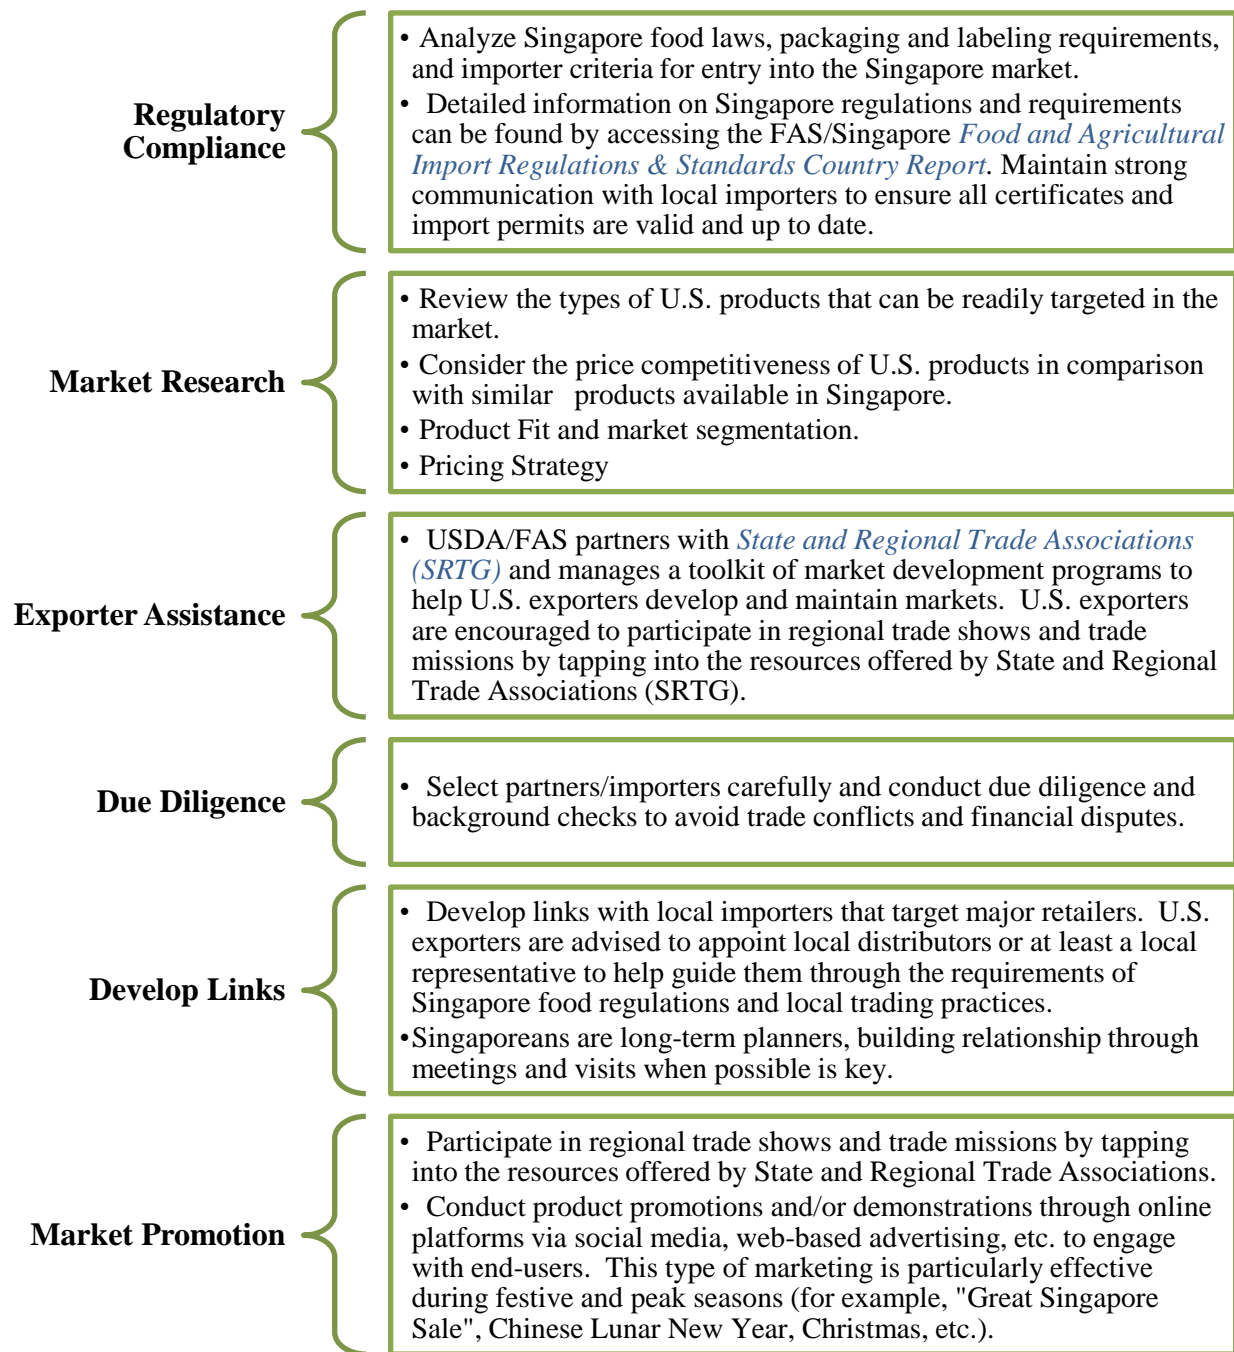 Regulatory
Compliance
• Analyze Singapore food laws, packaging and labeling requirements,
and importer criteria for entry into the Singapore market.
• Detailed information on Singapore regulations and requirements
can be found by accessing the FAS/Singapore Food and Agricultural
Import Regulations & Standards Country Report. Maintain strong
communication with local importers to ensure all certificates and
import permits are valid and up to date.
Market Research
• Review the types of U.S. products that can be readily targeted in the
market.
• Consider the price competitiveness of U.S. products in comparison
with similar products available in Singapore.
• Product Fit and market segmentation.
• Pricing Strategy
Exporter Assistance
• USDA/FAS partners with State and Regional Trade Associations
(SRTG) and manages a toolkit of market development programs to
help U.S. exporters develop and maintain markets. U.S. exporters
are encouraged to participate in regional trade shows and trade
missions by tapping into the resources offered by State and Regional
Trade Associations (SRTG).
Due Diligence
• Select partners/importers carefully and conduct due diligence and
background checks to avoid trade conflicts and financial disputes.
Develop Links
• Develop links with local importers that target major retailers. U.S.
exporters are advised to appoint local distributors or at least a local
representative to help guide them through the requirements of
Singapore food regulations and local trading practices.
•Singaporeans are long-term planners, building relationship through
meetings and visits when possible is key.
Market Promotion
• Participate in regional trade shows and trade missions by tapping
into the resources offered by State and Regional Trade Associations.
• Conduct product promotions and/or demonstrations through online
platforms via social media, web-based advertising, etc. to engage
with end-users. This type of marketing is particularly effective
during festive and peak seasons (for example, "Great Singapore
Sale", Chinese Lunar New Year, Christmas, etc.).